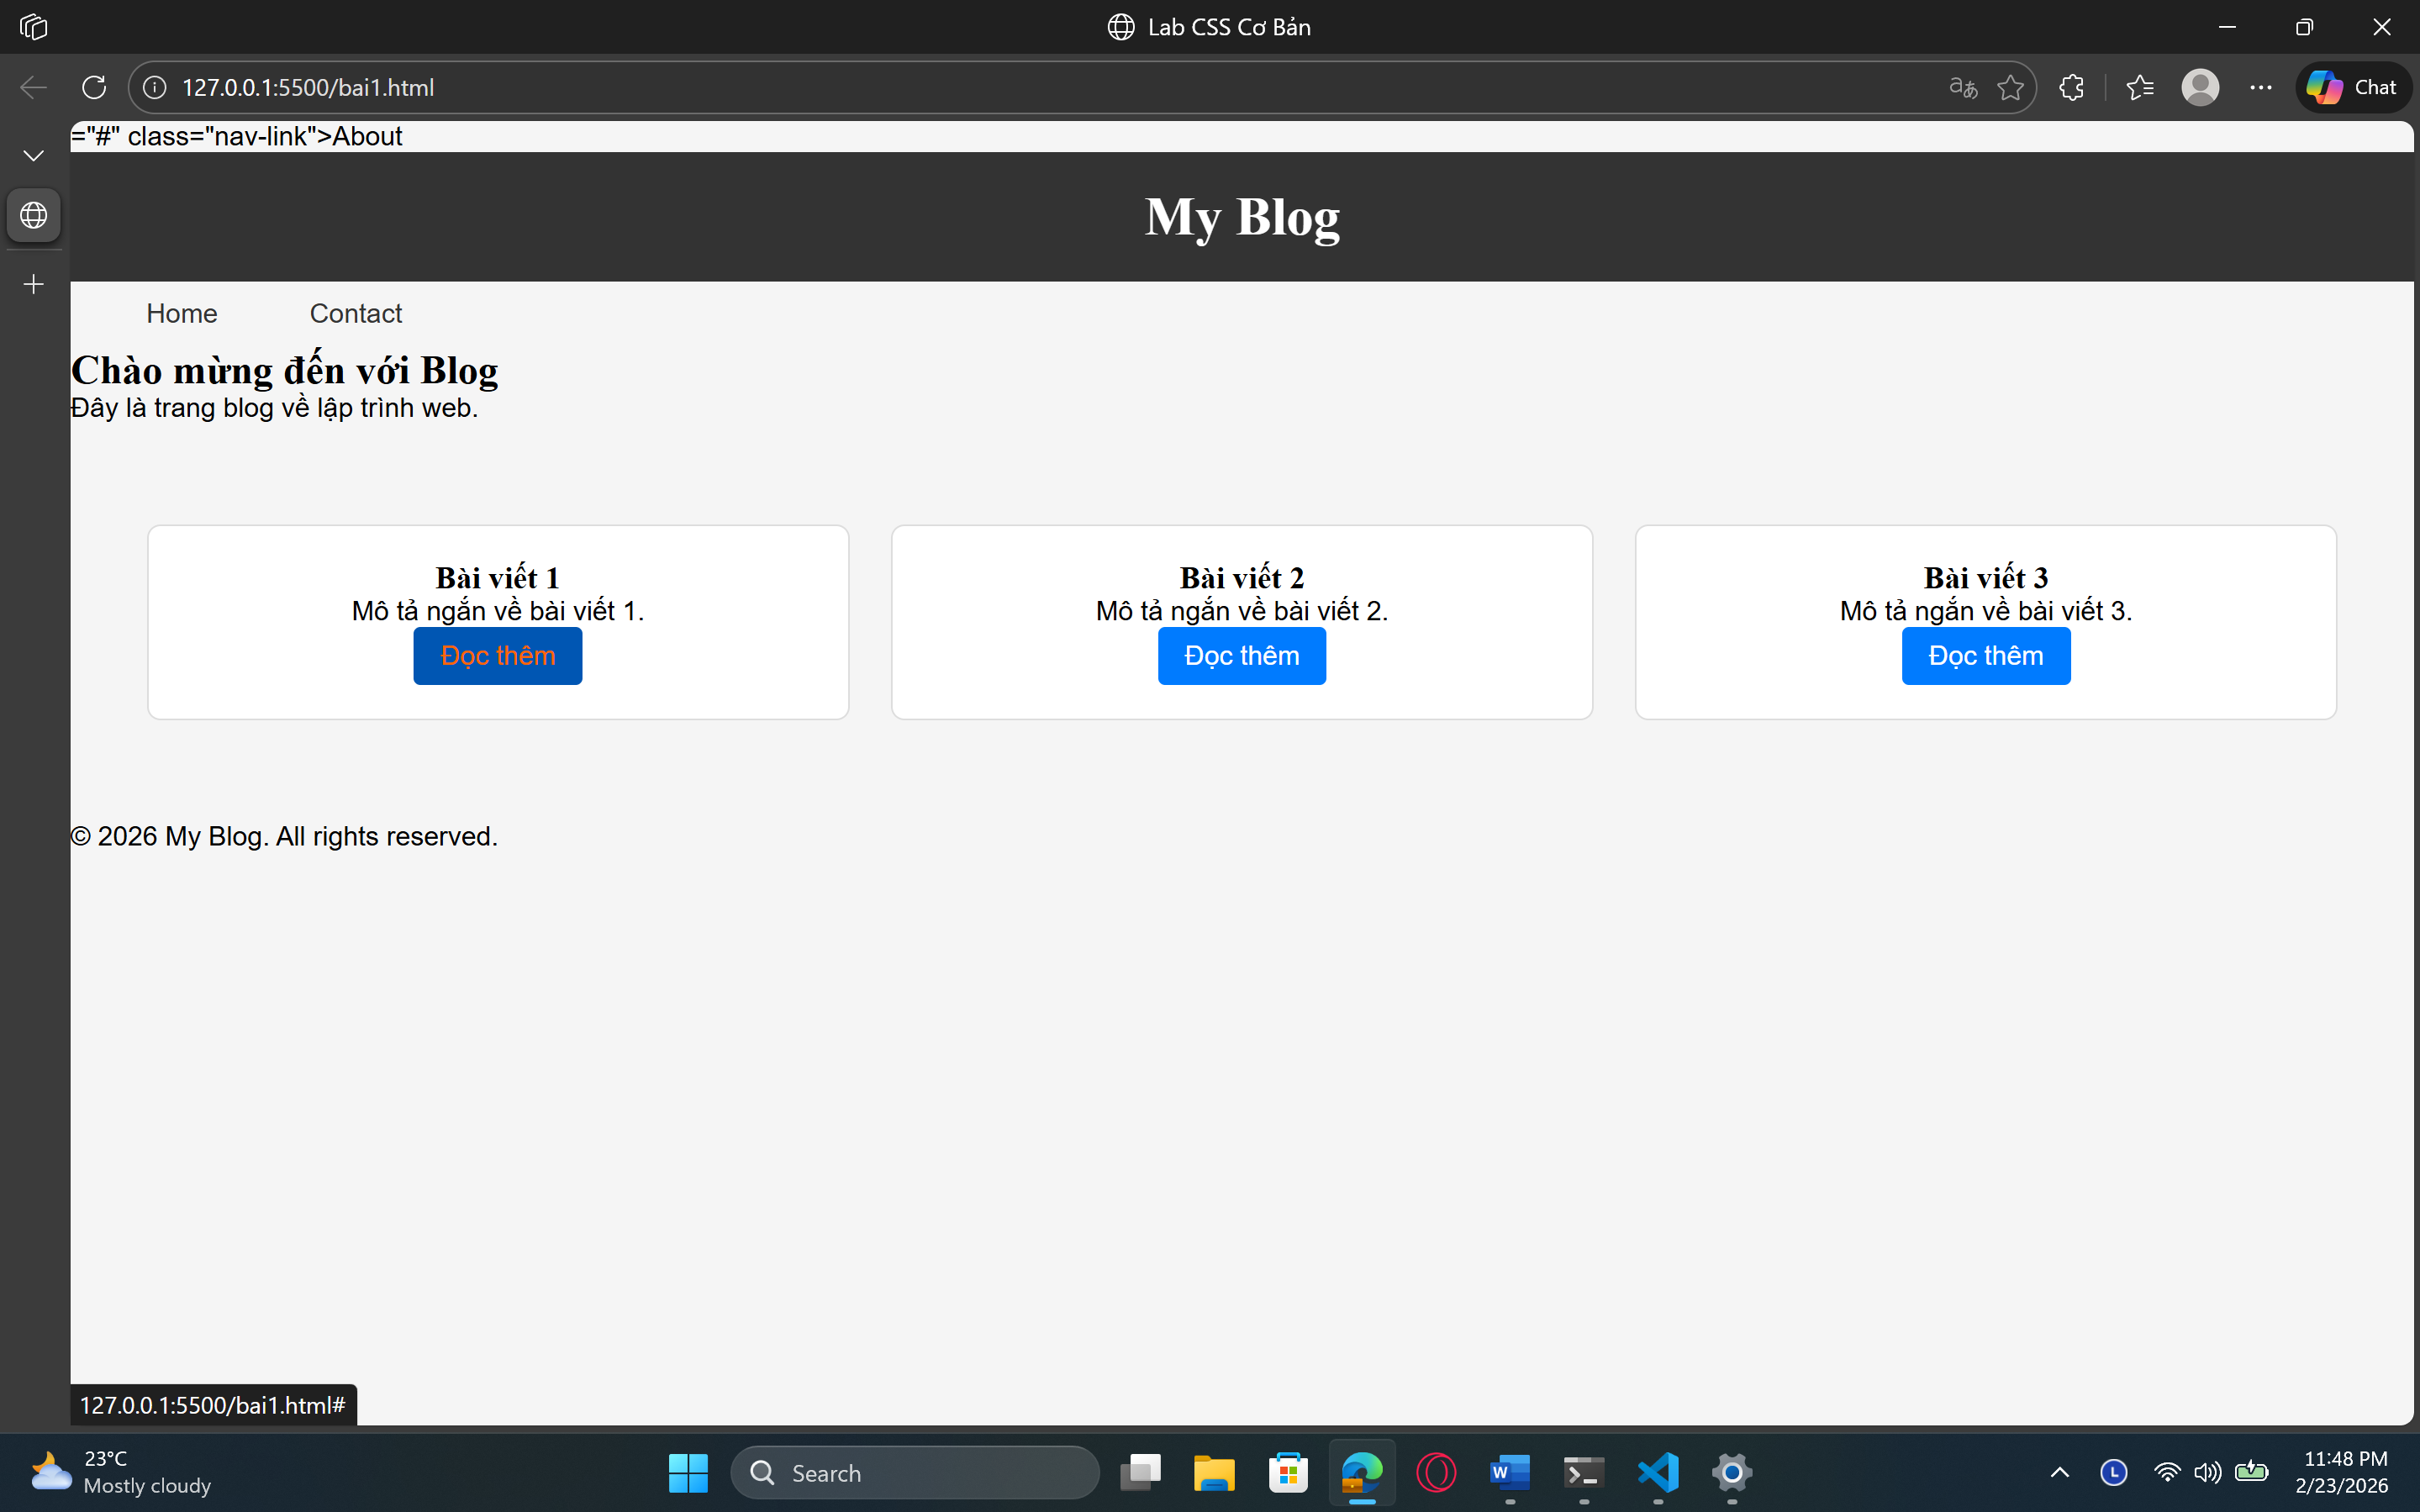 Lab CSS Cơ Bản
127.0.0.1:5500/bai1.html
Chat
="#" class="nav-link">About
My Blog
Home Contact
Chào mừng đến với Blog
Đây là trang blog về lập trình web.
Bài viết 1
Mô tả ngắn về bài viết 1.
Đọc thêm
Bài viết 2
Mô tả ngắn về bài viết 2.
Đọc thêm
Bài viết 3
Mô tả ngắn về bài viết 3.
Đọc thêm
© 2026 My Blog. All rights reserved.
127.0.0.1:5500/bai1.html#
23°C
Mostly cloudy
Search
11:48 PM
2/23/2026